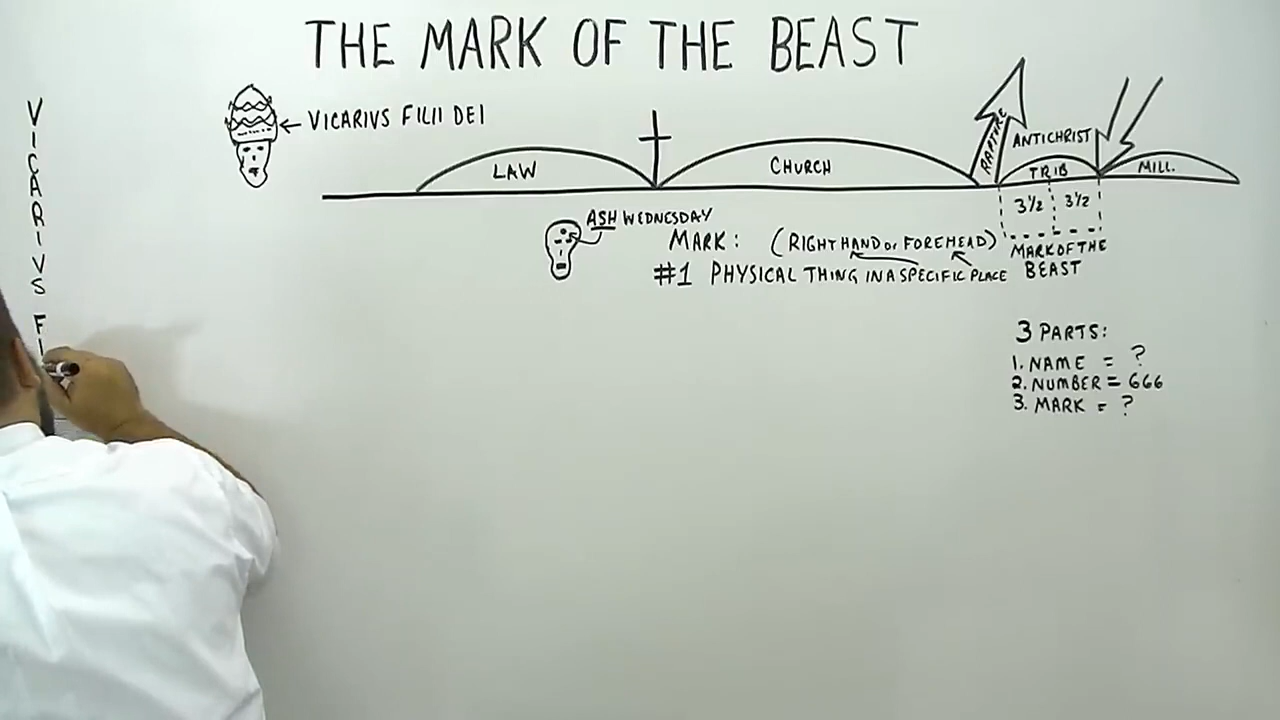 THE MARK OF THE BEAST
VICARIVS FILII DEI
VICARIVS FI
LAW
CHURCH
RAPTURE
ANTICHRIST
TRIB
MILL.
3½ 3½
ASH WEDNESDAY
MARK: (RIGHT HAND or FOREHEAD)
#1 PHYSICAL THING IN A SPECIFIC PLACE
MARK OF THE
BEAST
3 PARTS:
1. NAME = ?
2. NUMBER = 666
3. MARK = ?